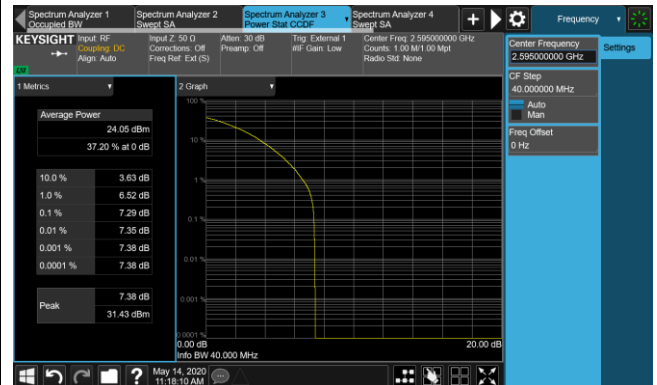 Spectrum Analyzer 1
Occupied BW
Spectrum Analyzer 2
Swept SA
Spectrum Analyzer 3
Power Stat CCDF
Spectrum Analyzer 4
Swept SA
Frequency
KEYSIGHT
Input: RF
Coupling: DC
Align: Auto
Input Z: 50 Ω
Corrections: Off
Freq Ref: Ext (S)
Atten: 30 dB
Preamp: Off
Trig: External 1
#IF Gain: Low
Center Freq: 2.595000000 GHz
Counts: 1.00 M/1.00 Mpt
Radio Std: None
Center Frequency
2.595000000 GHz
Settings
CF Step
40.000000 MHz
Auto
Man
Freq Offset
0 Hz
1 Metrics
Average Power
24.05 dBm
37.20 % at 0 dB
10.0 % 3.63 dB
1.0 % 6.52 dB
0.1 % 7.29 dB
0.01 % 7.35 dB
0.001 % 7.38 dB
0.0001 % 7.38 dB
Peak
7.38 dB
31.43 dBm
2 Graph
100 %
10 %
1 %
0.1 %
0.01 %
0.001 %
0.0001 %
0.00 dB
20.00 dB
Info BW 40.000 MHz
?
May 14, 2020
11:18:10 AM